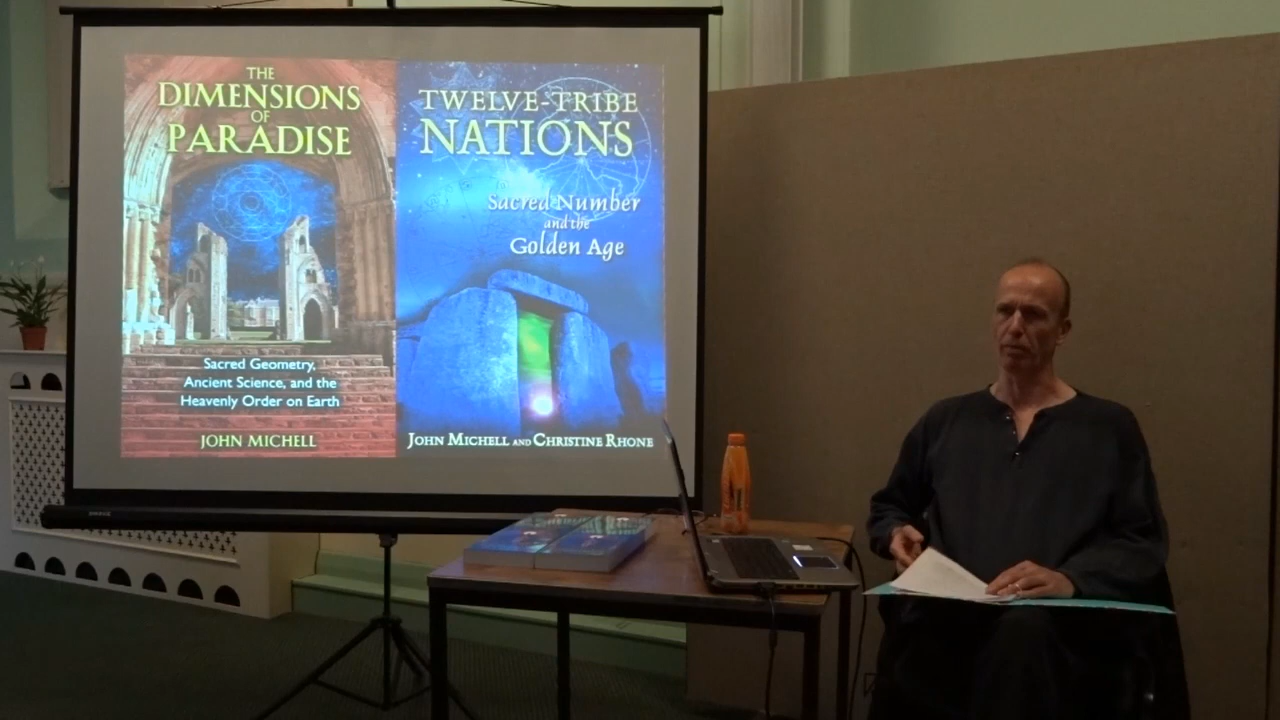 THE
DIMENSIONS
OF
PARADISE
Sacred Geometry,
Ancient Science, and the
Heavenly Order on Earth
JOHN MICHELL
TWELVE-TRIBE
NATIONS
Sacred Number
and the
Golden Age
JOHN MICHELL AND CHRISTINE RHONE